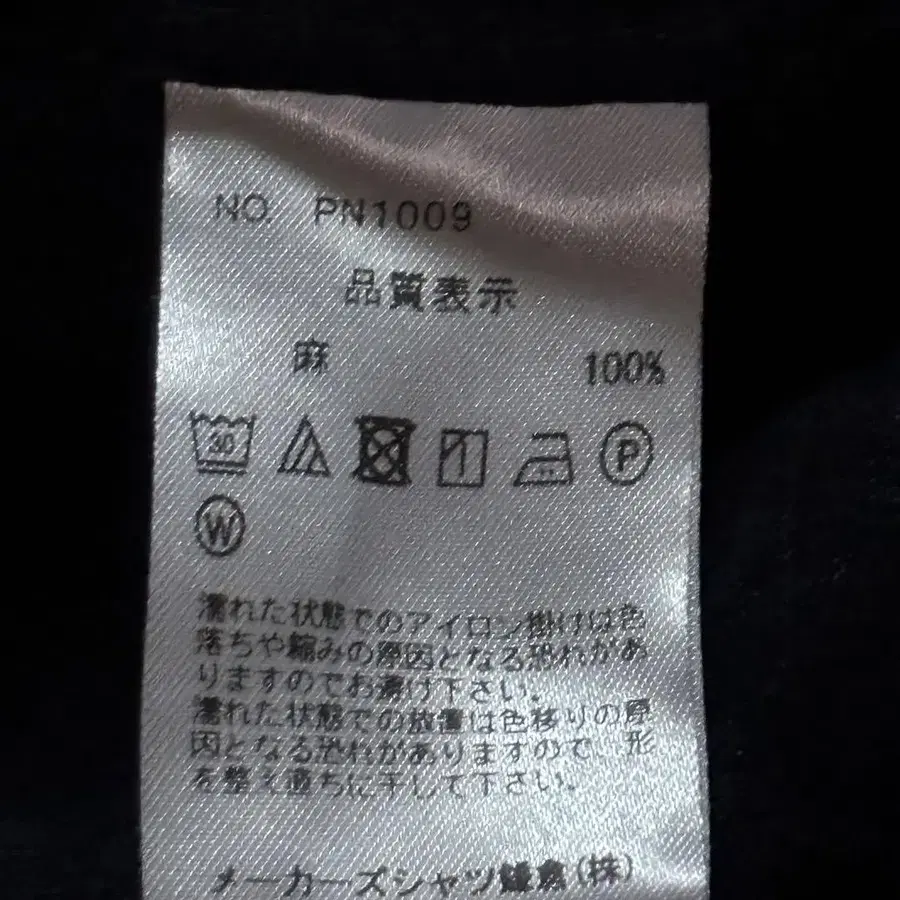 NO. PN1009
品質表示
麻 100%
30
P
W
濡れた状態でのアイロン掛けは色
落ちや縮みの原因となる恐れがあ
りますのでお避け下さい。
濡れた状態での放置は色移りの原
因となる恐れがありますので、形
を整え直ちに干して下さい。
メーカーズシャツ鎌倉(株)